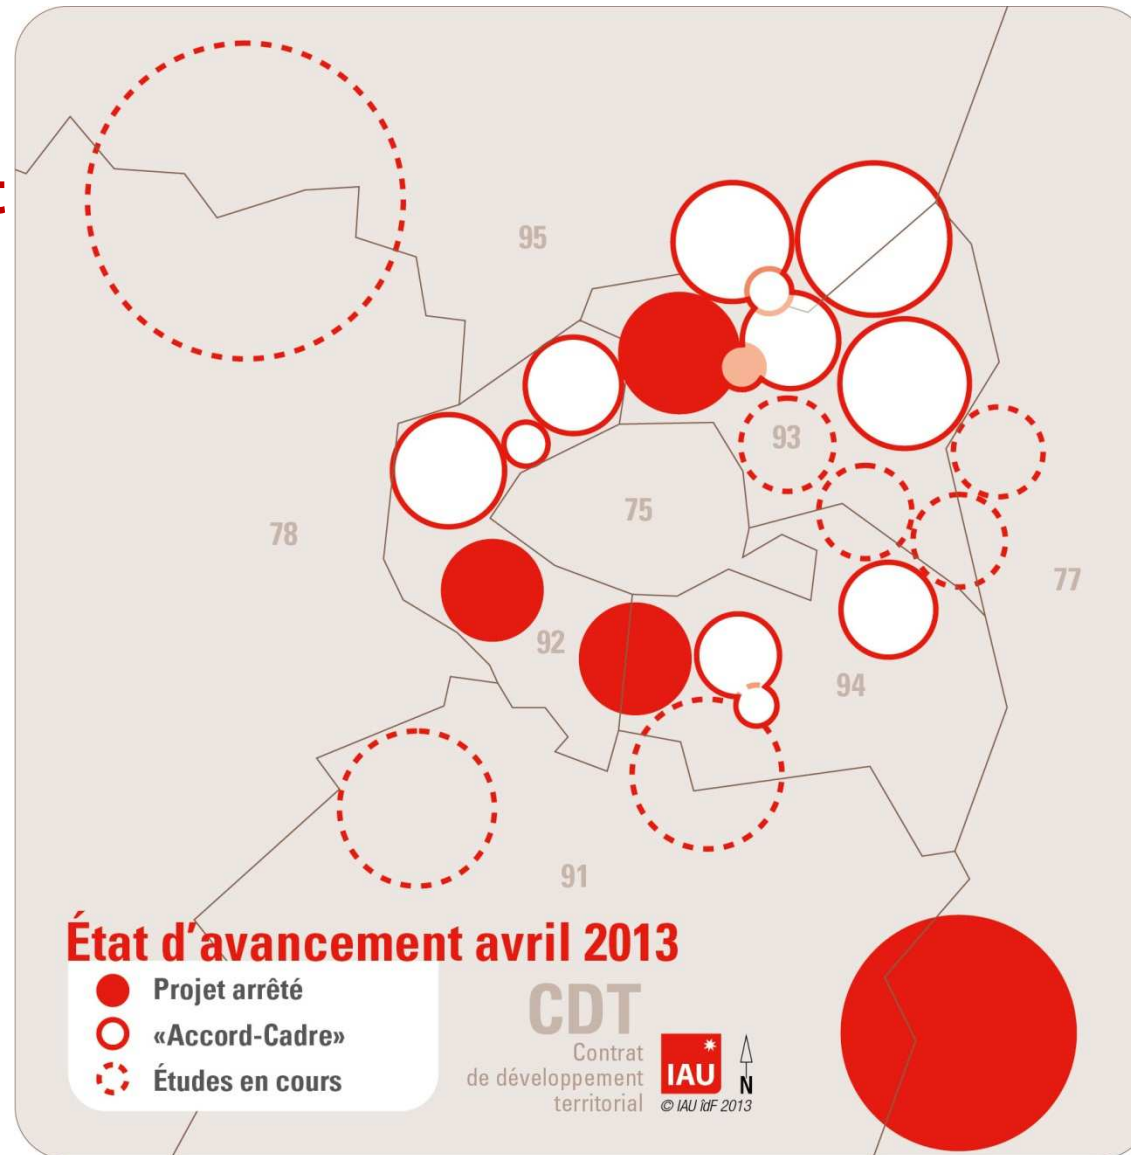 t
95
93
75
78
77
92
94
91
État d’avancement avril 2013
Projet arrêté
«Accord-Cadre»
Études en cours
CDT
Contrat
de développement
territorial
IAU
N
© IAU îdF 2013